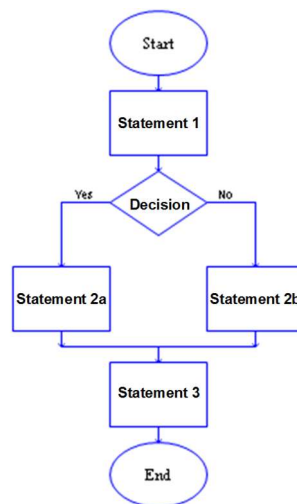 Start
Statement 1
Yes
Decision
No
Statement 2a
Statement 2b
Statement 3
End